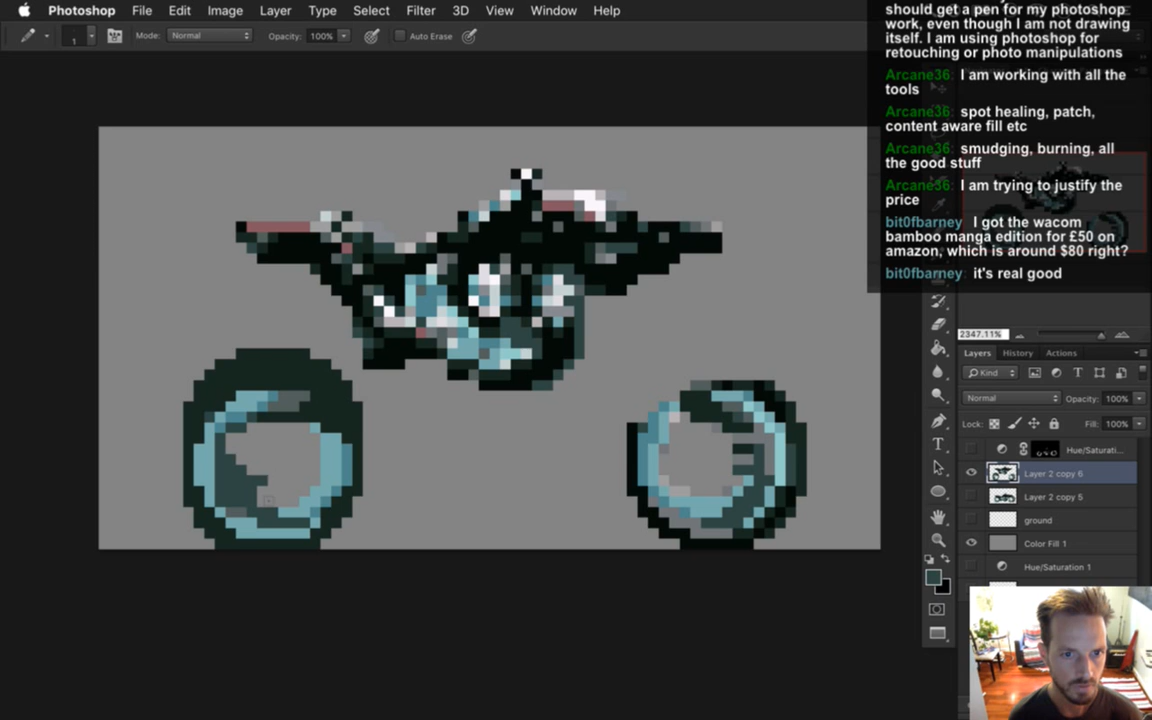 Photoshop File Edit Image Layer Type Select Filter 3D View Window Help
1 Mode: Normal Opacity: 100% Auto Erase
should get a pen for my photoshop
work, even though I am not drawing
itself. I am using photoshop for
retouching or photo manipulations
Arcane36: I am working with all the
tools
Arcane36: spot healing, patch,
content aware fill etc
Arcane36: smudging, burning, all
the good stuff
Arcane36: I am trying to justify the
price
bit0fbarney I got the wacom
bamboo manga edition for £50 on
amazon, which is around $80 right?
bit0fbarney it's real good
2347.11%
Layers History Actions
Kind
Normal Opacity: 100%
Lock: Fill: 100%
Hue/Saturati...
Layer 2 copy 6
Layer 2 copy 5
ground
Color Fill 1
Hue/Saturation 1